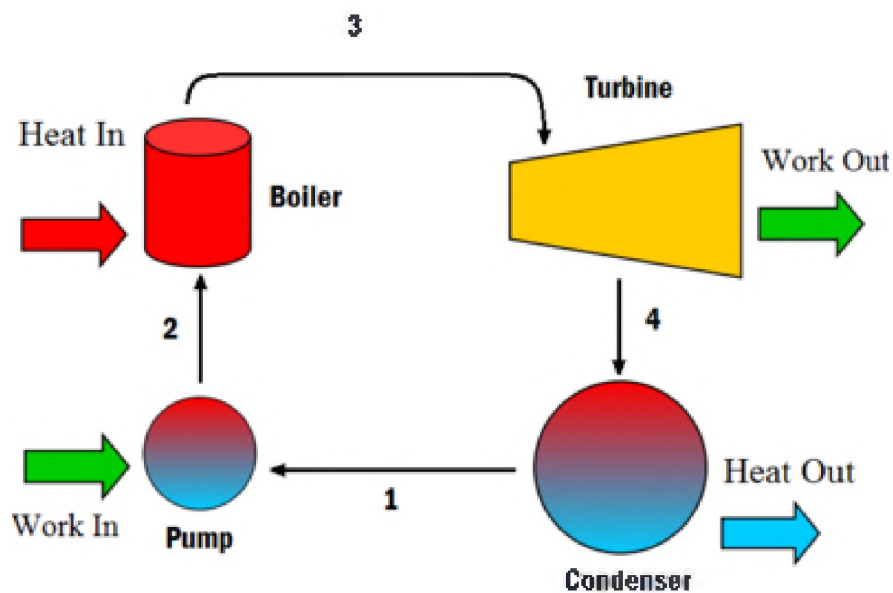 3
Turbine
Heat In
Work Out
Boiler
2
4
Heat Out
1
Work In
Pump
Condenser